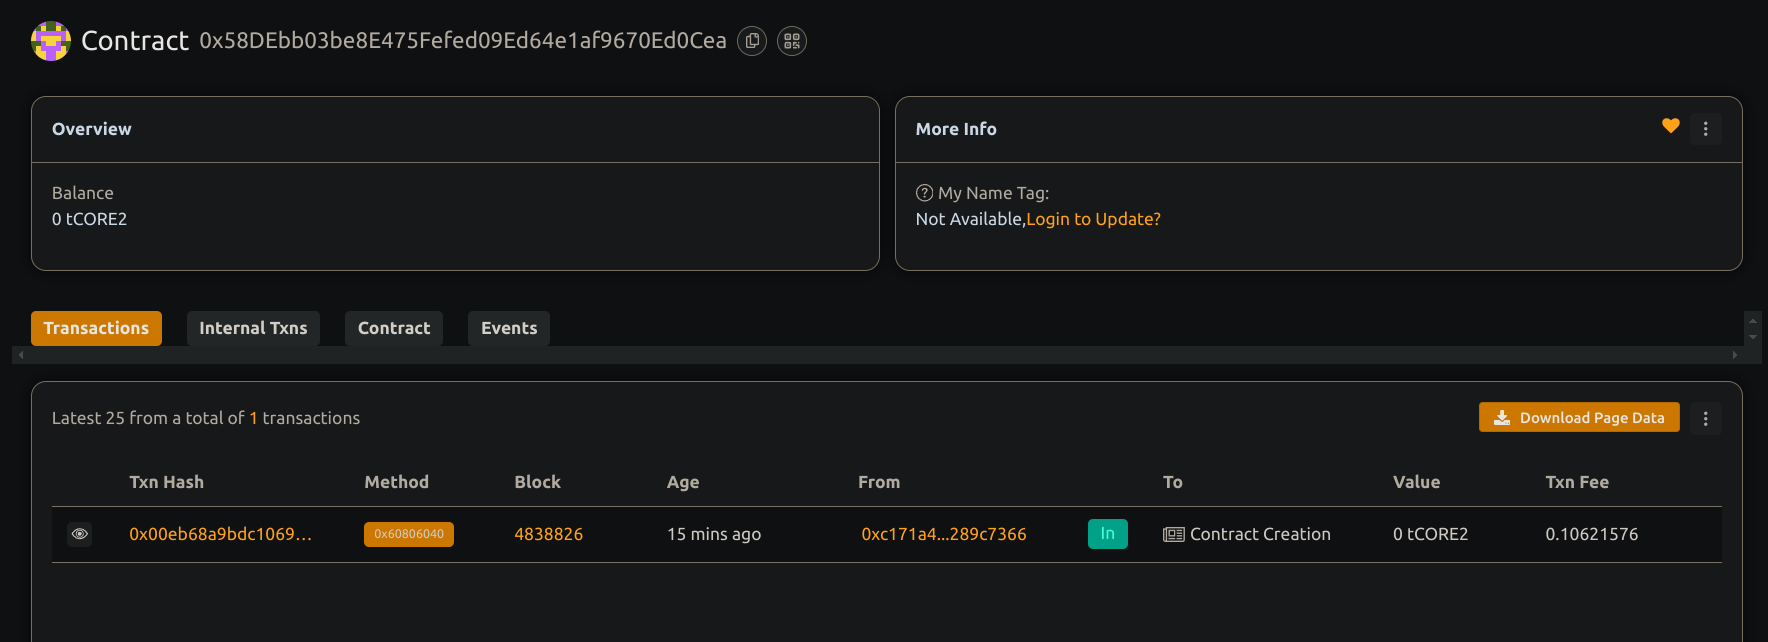 Contract 0x58DEbb03be8E475Fefed09Ed64e1af9670Ed0Cea
Overview
Balance
0 tCORE2
More Info
My Name Tag:
Not Available,Login to Update?
Transactions Internal Txns Contract Events
Latest 25 from a total of 1 transactions
Download Page Data
Txn Hash Method Block Age From To Value Txn Fee
0x00eb68a9bdc1069... 0x60806040 4838826 15 mins ago 0xc171a4...289c7366 In Contract Creation 0 tCORE2 0.10621576